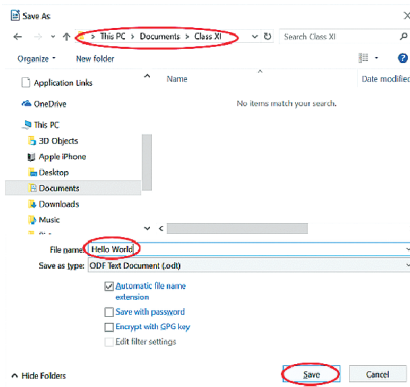 Save As
This PC > Documents > Class XI
Search Class XI
Organize
New folder
Name
Date modified
Application Links
No items match your search.
OneDrive
This PC
3D Objects
Apple iPhone
Desktop
Documents
Downloads
Music
File name: Hello World
Save as type: ODF Text Document (.odt)
Automatic file name
extension
Save with password
Encrypt with GPG key
Edit filter settings
Hide Folders
Save
Cancel